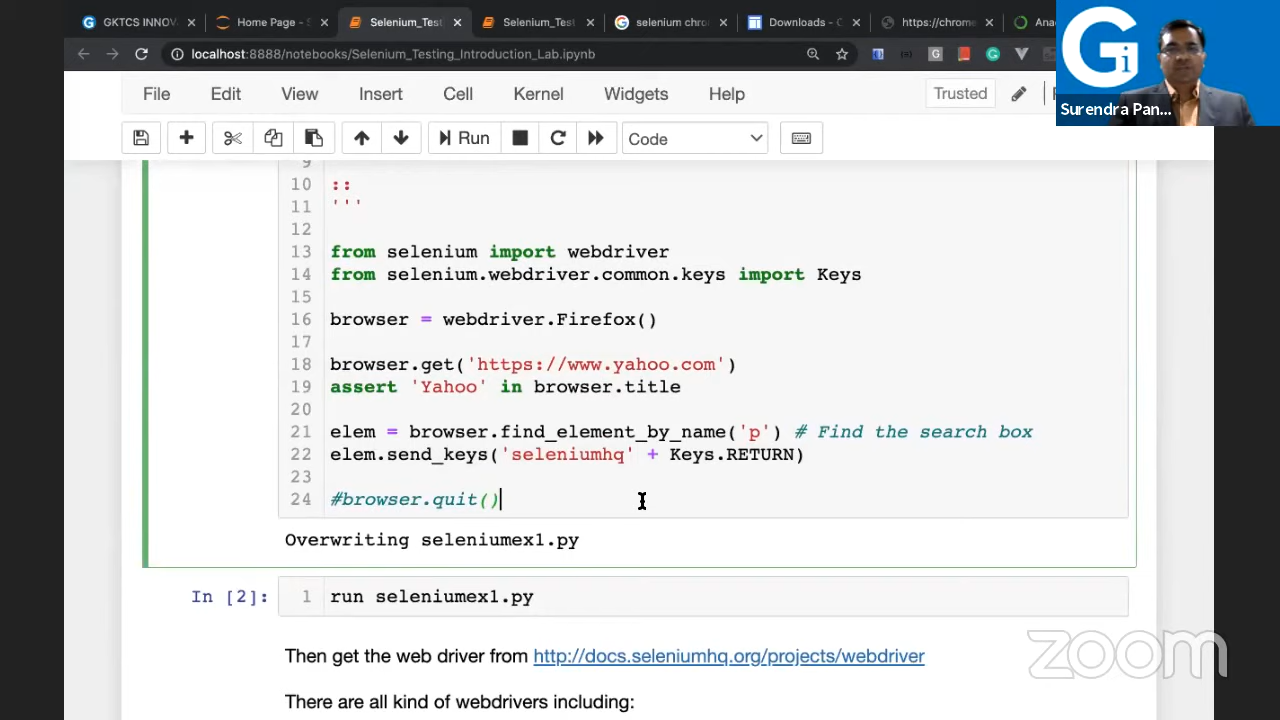 GKTCS INNOV
Home Page - S
Selenium_Test
Selenium_Test
selenium chro
Downloads - C
https://chrome
Ana
localhost:8888/notebooks/Selenium_Testing_Introduction_Lab.ipynb
Gi
Surendra Pan...
File Edit View Insert Cell Kernel Widgets Help
Trusted
Run
Code
9
10 ::
11 '''
12
13 from selenium import webdriver
14 from selenium.webdriver.common.keys import Keys
15
16 browser = webdriver.Firefox()
17
18 browser.get('https://www.yahoo.com')
19 assert 'Yahoo' in browser.title
20
21 elem = browser.find_element_by_name('p') # Find the search box
22 elem.send_keys('seleniumhq' + Keys.RETURN)
23
24 #browser.quit()
Overwriting seleniumex1.py
In [2]: 1 run seleniumex1.py
Then get the web driver from http://docs.seleniumhq.org/projects/webdriver
There are all kind of webdrivers including:
zoom